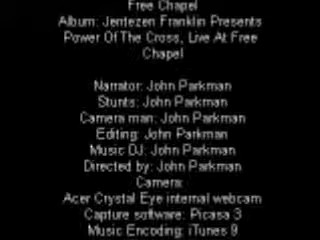 Free Chapel
Album: Jentezen Franklin Presents
Power Of The Cross, Live At Free
Chapel
Narrator: John Parkman
Stunts: John Parkman
Camera man: John Parkman
Editing: John Parkman
Music DJ: John Parkman
Directed by: John Parkman
Camera:
Acer Crystal Eye internal webcam
Capture software: Picasa 3
Music Encoding: iTunes 9